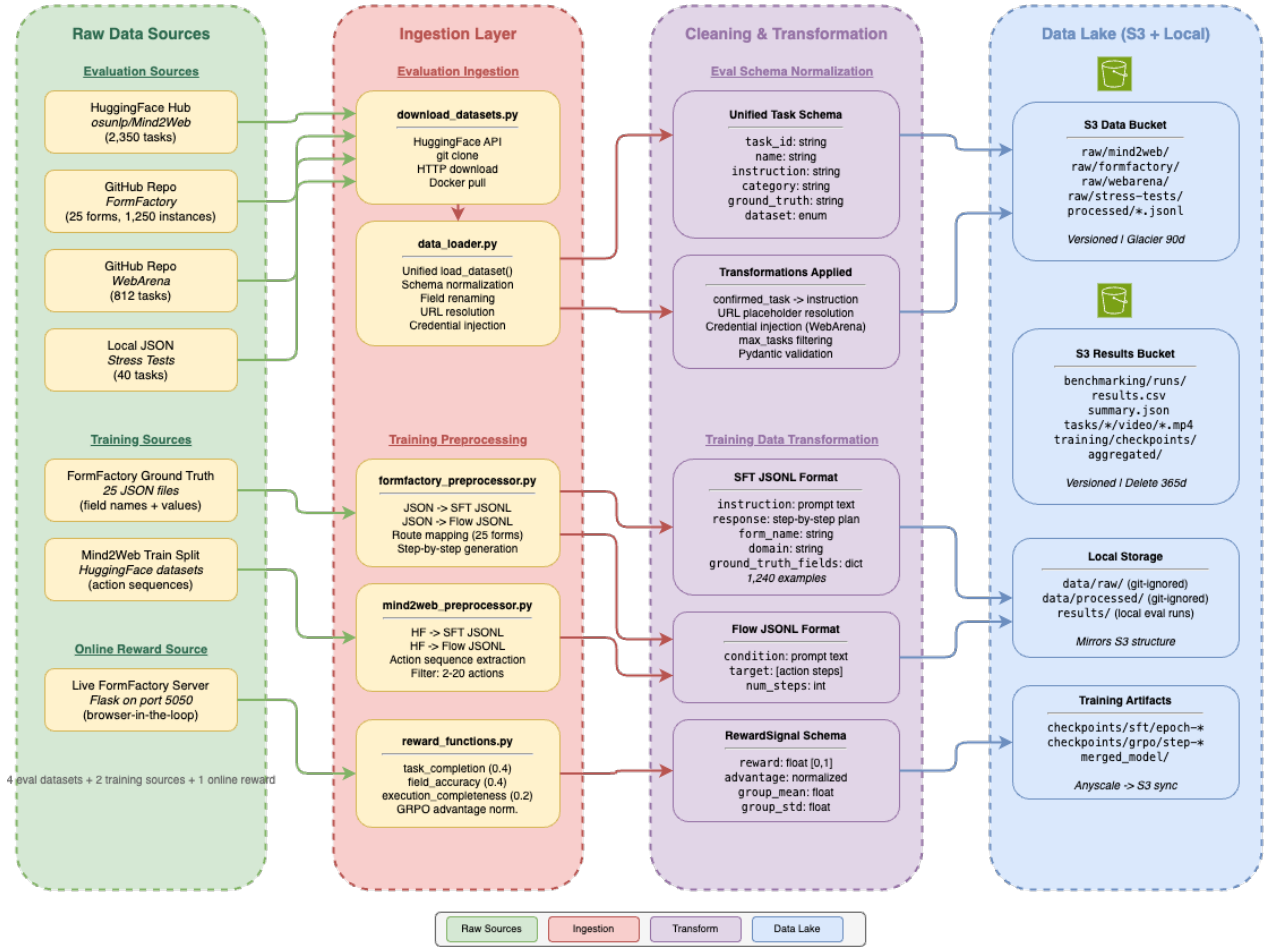 Raw Data Sources
Evaluation Sources
HuggingFace Hub
osunlp/Mind2Web
(2,350 tasks)
GitHub Repo
FormFactory
(25 forms, 1,250 instances)
GitHub Repo
WebArena
(812 tasks)
Local JSON
Stress Tests
(40 tasks)
Training Sources
FormFactory Ground Truth
25 JSON files
(field names + values)
Mind2Web Train Split
HuggingFace datasets
(action sequences)
Online Reward Source
Live FormFactory Server
Flask on port 5050
(browser-in-the-loop)
4 eval datasets + 2 training sources + 1 online reward
Ingestion Layer
Evaluation Ingestion
download_datasets.py
HuggingFace API
git clone
HTTP download
Docker pull
data_loader.py
Unified load_dataset()
Schema normalization
Field renaming
URL resolution
Credential injection
Training Preprocessing
formfactory_preprocessor.py
JSON -> SFT JSONL
JSON -> Flow JSONL
Route mapping (25 forms)
Step-by-step generation
mind2web_preprocessor.py
HF -> SFT JSONL
HF -> Flow JSONL
Action sequence extraction
Filter: 2-20 actions
reward_functions.py
task_completion (0.4)
field_accuracy (0.4)
execution_completeness (0.2)
GRPO advantage norm.
Cleaning & Transformation
Eval Schema Normalization
Unified Task Schema
task_id: string
name: string
instruction: string
category: string
ground_truth: string
dataset: enum
Transformations Applied
confirmed_task -> instruction
URL placeholder resolution
Credential injection (WebArena)
max_tasks filtering
Pydantic validation
Training Data Transformation
SFT JSONL Format
instruction: prompt text
response: step-by-step plan
form_name: string
domain: string
ground_truth_fields: dict
1,240 examples
Flow JSONL Format
condition: prompt text
target: [action steps]
num_steps: int
RewardSignal Schema
reward: float [0,1]
advantage: normalized
group_mean: float
group_std: float
Data Lake (S3 + Local)
S3 Data Bucket
raw/mind2web/
raw/formfactory/
raw/webarena/
raw/stress-tests/
processed/*.jsonl
Versioned | Glacier 90d
S3 Results Bucket
benchmarking/runs/
results.csv
summary.json
tasks/*/video/*.mp4
training/checkpoints/
aggregated/
Versioned | Delete 365d
Local Storage
data/raw/ (git-ignored)
data/processed/ (git-ignored)
results/ (local eval runs)
Mirrors S3 structure
Training Artifacts
checkpoints/sft/epoch-*
checkpoints/grpo/step-*
merged_model/
Anyscale -> S3 sync
Raw Sources
Ingestion
Transform
Data Lake